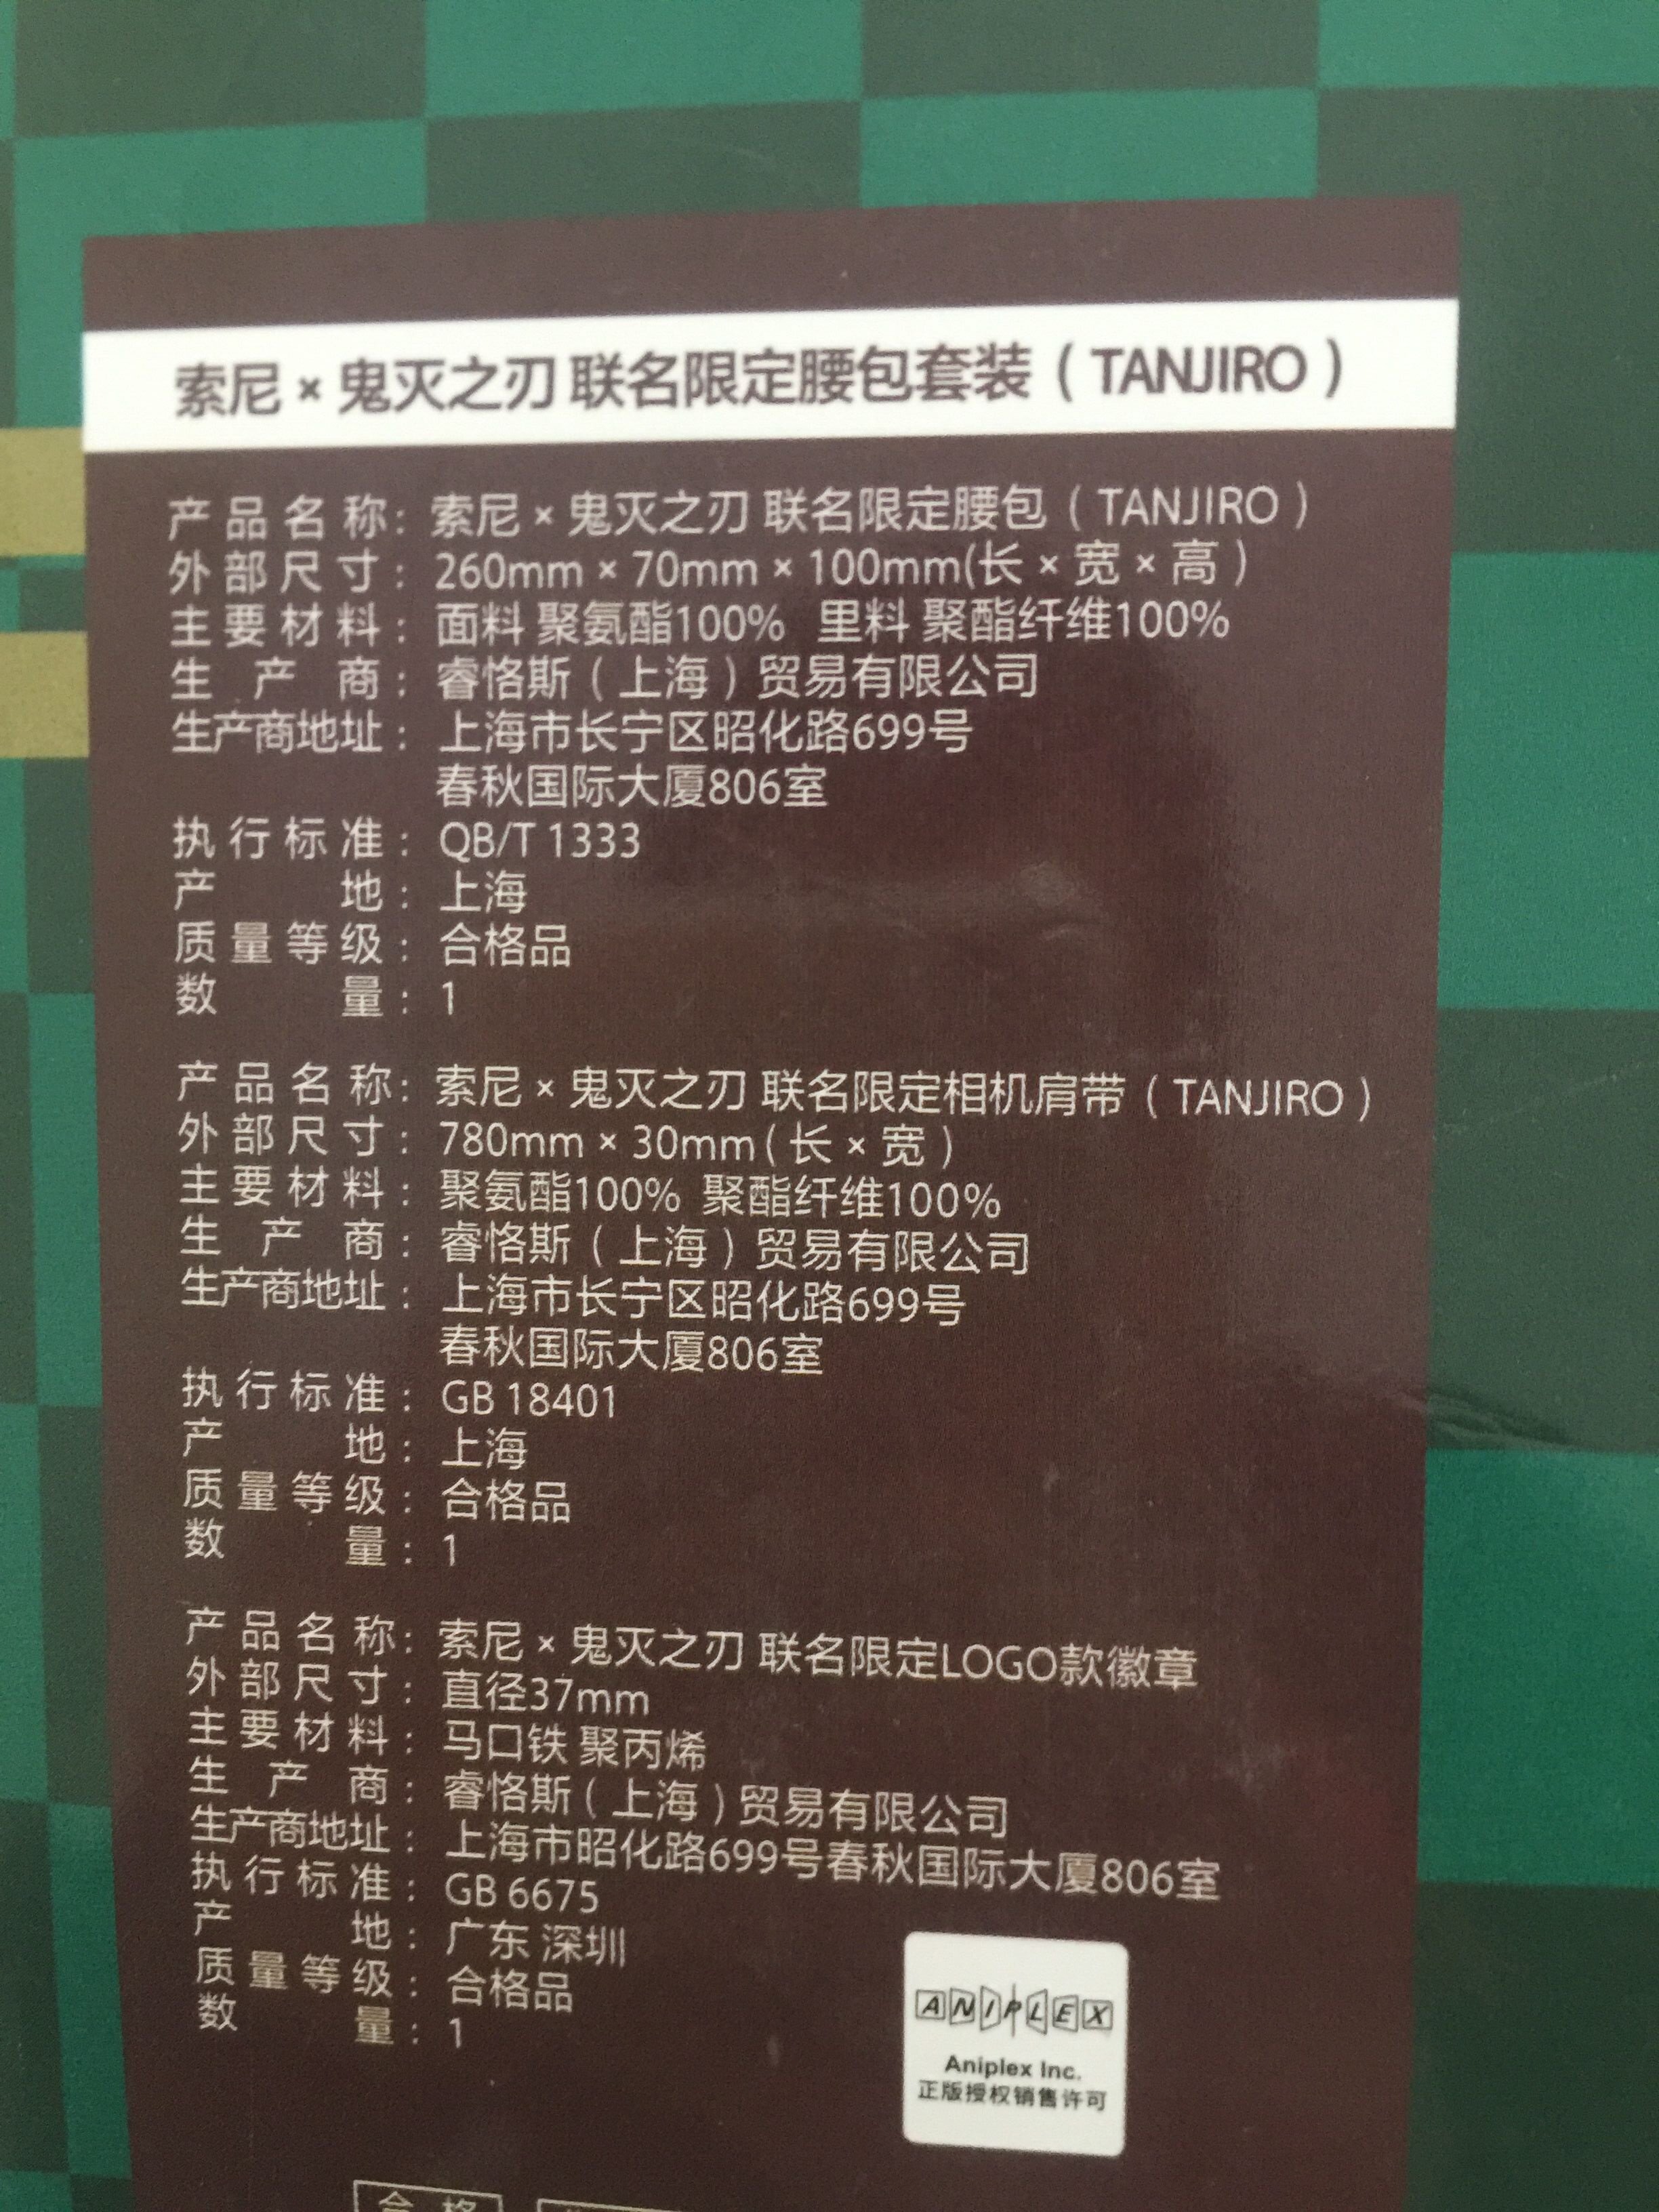 索尼 × 鬼灭之刃 联名限定腰包套装（TANJIRO）
产品名称：索尼 × 鬼灭之刃 联名限定腰包（TANJIRO）
外部尺寸：260mm × 70mm × 100mm(长 × 宽 × 高）
主要材料：面料 聚氨酯100% 里料 聚酯纤维100%
生产商：睿恪斯（上海）贸易有限公司
生产商地址：上海市长宁区昭化路699号
春秋国际大厦806室
执行标准：QB/T 1333
产地：上海
质量等级：合格品
数量：1
产品名称：索尼 × 鬼灭之刃 联名限定相机肩带（TANJIRO）
外部尺寸：780mm × 30mm（长 × 宽）
主要材料：聚氨酯100% 聚酯纤维100%
生产商：睿恪斯（上海）贸易有限公司
生产商地址：上海市长宁区昭化路699号
春秋国际大厦806室
执行标准：GB 18401
产地：上海
质量等级：合格品
数量：1
产品名称：索尼 × 鬼灭之刃 联名限定LOGO款徽章
外部尺寸：直径37mm
主要材料：马口铁 聚丙烯
生产商：睿恪斯（上海）贸易有限公司
生产商地址：上海市昭化路699号春秋国际大厦806室
执行标准：GB 6675
产地：广东 深圳
质量等级：合格品
数量：1
ANIPLEX
Aniplex Inc.
正版授权销售许可
合格